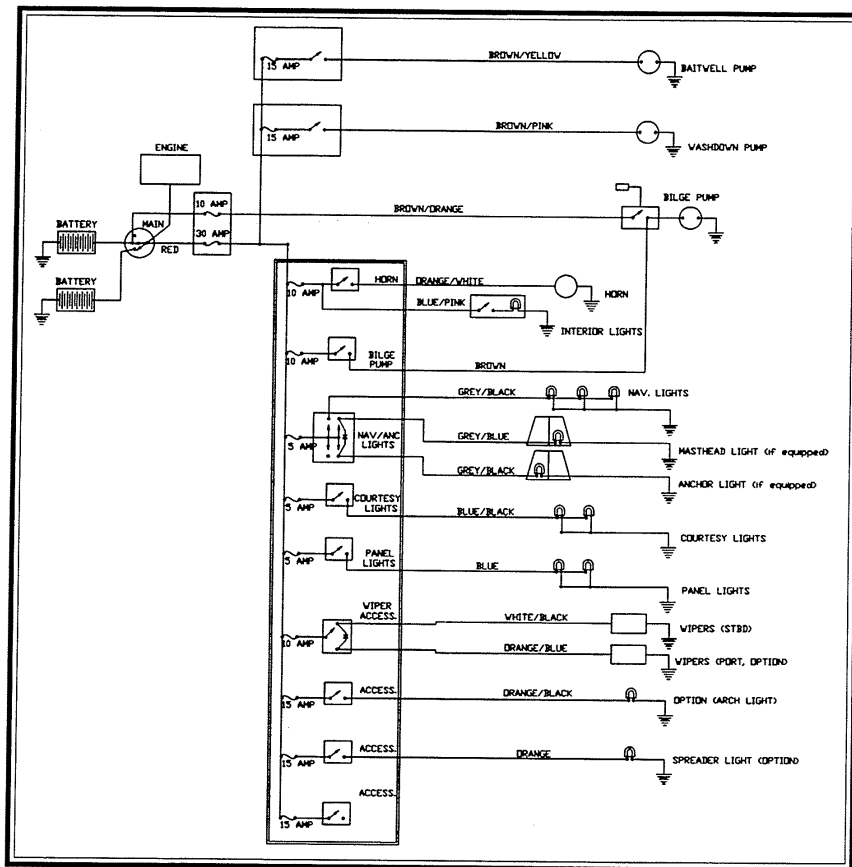 15 AMP
BROWN/YELLOW
BAITWELL PUMP
15 AMP
BROWN/PINK
WASHDOWN PUMP
ENGINE
10 AMP
BROWN/ORANGE
BILGE PUMP
BATTERY
MAIN
30 AMP
RED
BATTERY
10 AMP
HORN
ORANGE/WHITE
HORN
BLUE/PINK
INTERIOR LIGHTS
10 AMP
BILGE
PUMP
BROWN
GREY/BLACK
NAV. LIGHTS
5 AMP
NAV/ANC
LIGHTS
GREY/BLUE
MASTHEAD LIGHT (if equipped)
GREY/BLACK
ANCHOR LIGHT (if equipped)
5 AMP
COURTESY
LIGHTS
BLUE/BLACK
COURTESY LIGHTS
5 AMP
PANEL
LIGHTS
BLUE
PANEL LIGHTS
10 AMP
WIPER
ACCESS.
WHITE/BLACK
WIPERS (STBD)
ORANGE/BLUE
WIPERS (PORT, OPTION)
15 AMP
ACCESS.
ORANGE/BLACK
OPTION (ARCH LIGHT)
15 AMP
ACCESS.
ORANGE
SPREADER LIGHT (OPTION)
ACCESS.
15 AMP